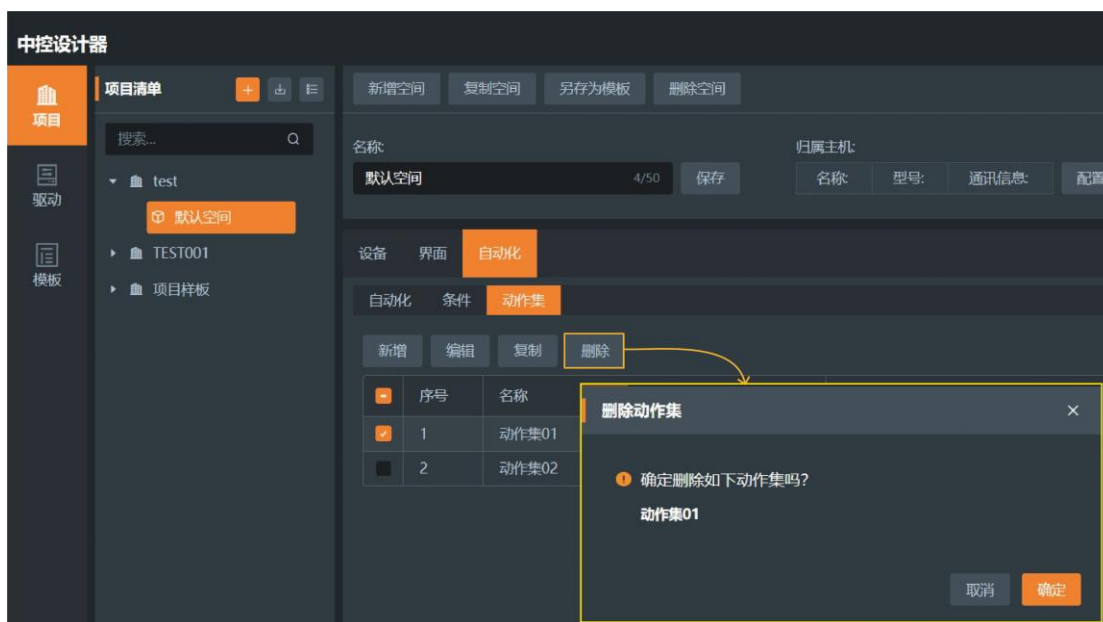 中控设计器
项目
驱动
模板
项目清单
搜索...
test
默认空间
TEST001
项目样板
新增空间 复制空间 另存为模板 删除空间
名称:
默认空间 4/50 保存
归属主机:
名称: 型号: 通讯信息: 配置
设备 界面 自动化
自动化 条件 动作集
新增 编辑 复制 删除
序号 名称
1 动作集01
2 动作集02
删除动作集
确定删除如下动作集吗?
动作集01
取消 确定